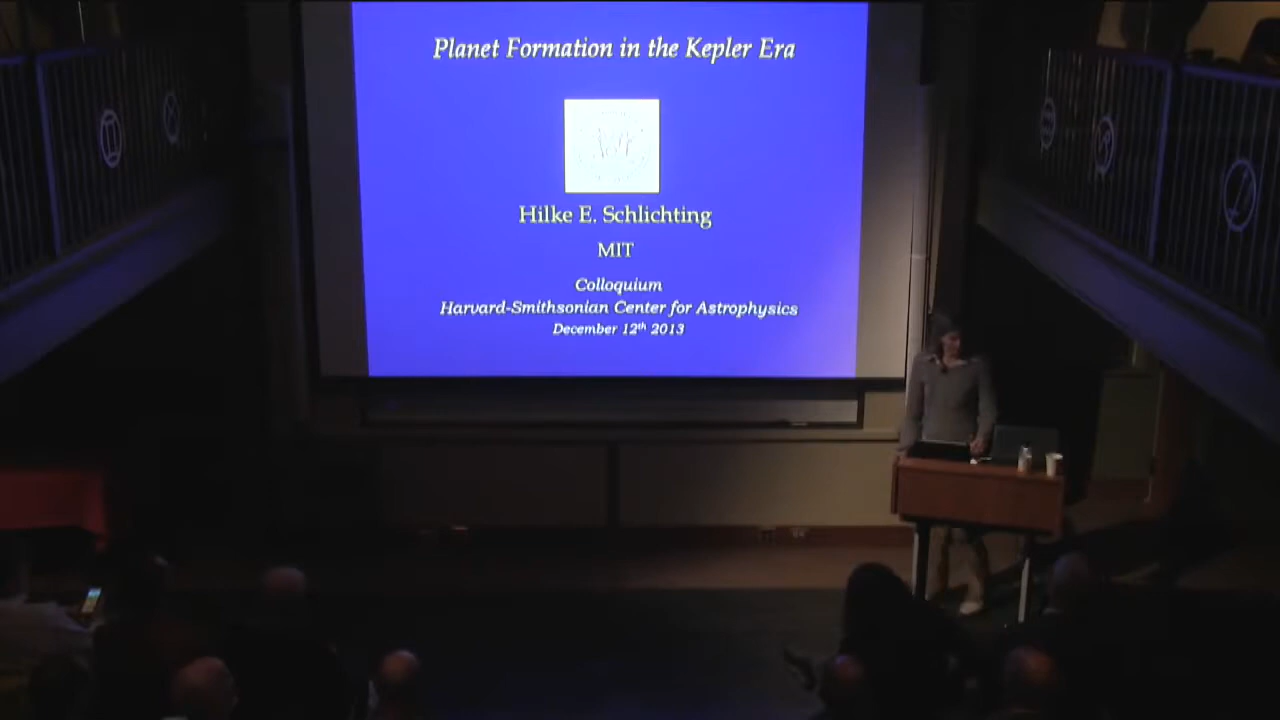 Planet Formation in the Kepler Era
Hilke E. Schlichting
MIT
Colloquium
Harvard-Smithsonian Center for Astrophysics
December 12th 2013